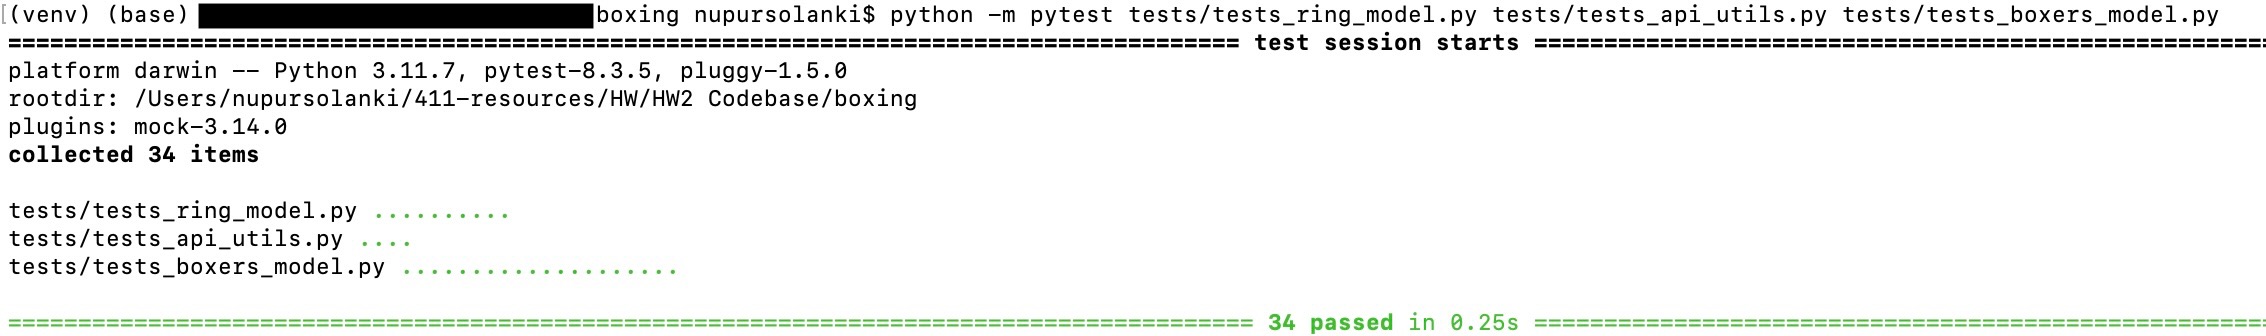 (venv) (base) boxing nupursolanki$ python -m pytest tests/tests_ring_model.py tests/tests_api_utils.py tests/tests_boxers_model.py
======================================================================================== test session starts ====================================================
platform darwin -- Python 3.11.7, pytest-8.3.5, pluggy-1.5.0
rootdir: /Users/nupursolanki/411-resources/HW/HW2 Codebase/boxing
plugins: mock-3.14.0
collected 34 items
tests/tests_ring_model.py ..........
tests/tests_api_utils.py ....
tests/tests_boxers_model.py ....................
========================================================================================= 34 passed in 0.25s ====================================================